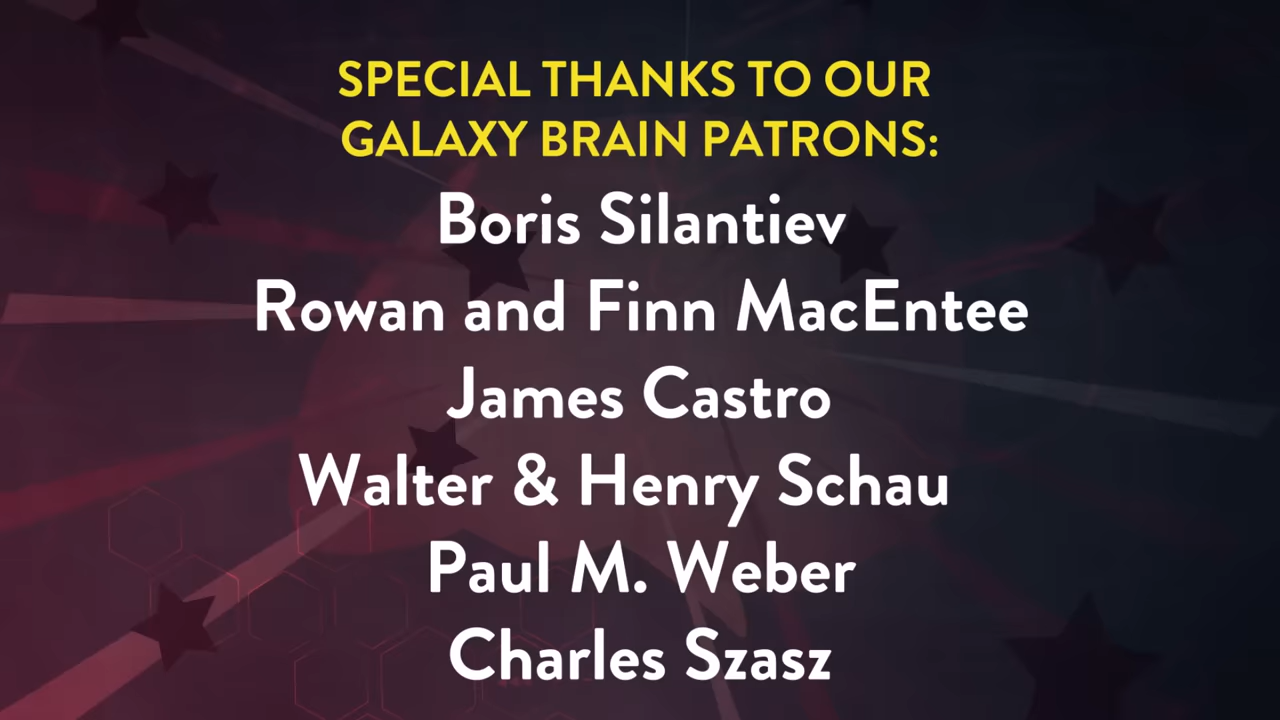 SPECIAL THANKS TO OUR
GALAXY BRAIN PATRONS:
Boris Silantiev
Rowan and Finn MacEntee
James Castro
Walter & Henry Schau
Paul M. Weber
Charles Szasz